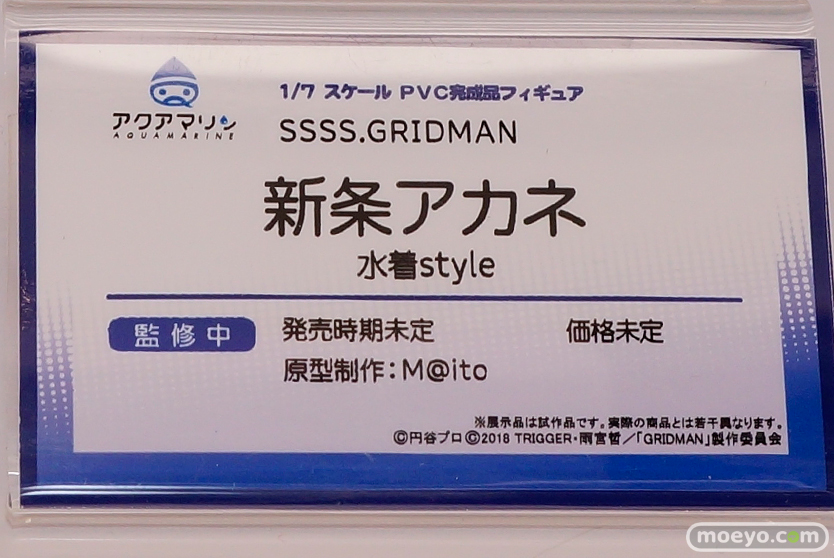 アクアマリン
AQUAMARINE
1/7 スケール PVC完成品フィギュア
SSSS.GRIDMAN
新条アカネ
水着style
監修中
発売時期未定 価格未定
原型制作：M@ito
※展示品は試作品です。実際の商品とは若干異なります。
©円谷プロ ©2018 TRIGGER・雨宮哲／「GRIDMAN」製作委員会
moeyo.com